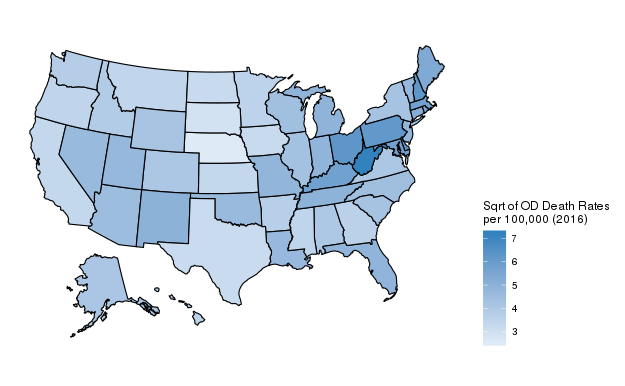 Sqrt of OD Death Rates
per 100,000 (2016)
7
6
5
4
3